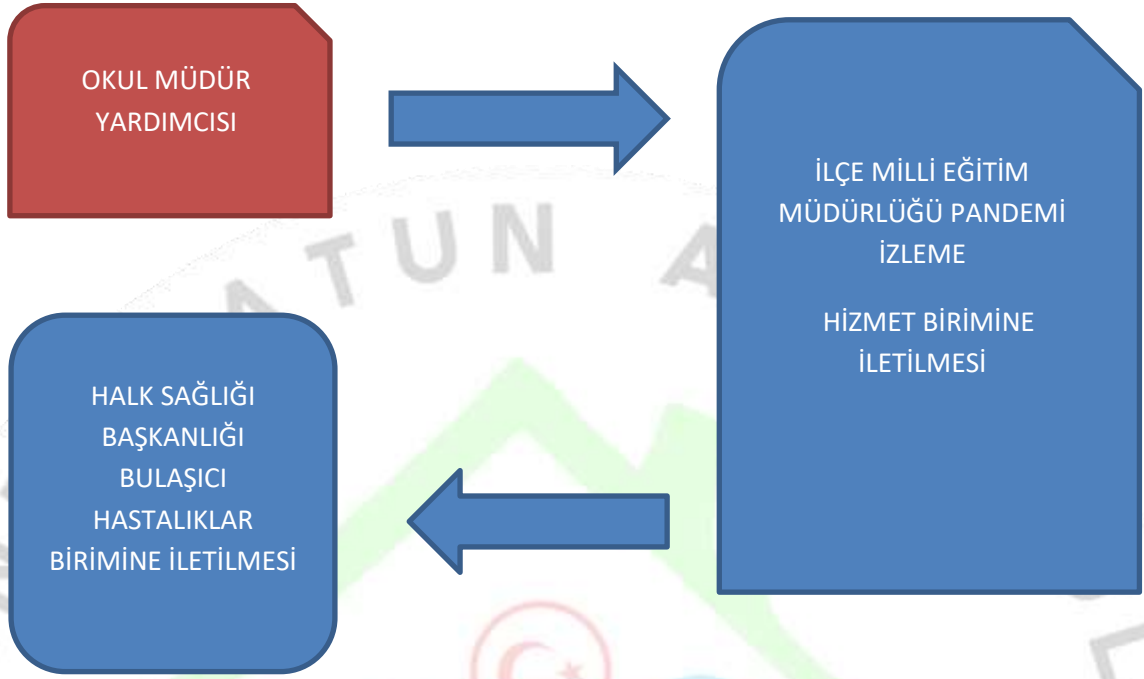 OKUL MÜDÜR
YARDIMCISI
İLÇE MİLLİ EĞİTİM
MÜDÜRLÜĞÜ PANDEMİ
İZLEME
HİZMET BİRİMİNE
İLETİLMESİ
HALK SAĞLIĞI
BAŞKANLIĞI
BULAŞICI
HASTALIKLAR
BİRİMİNE İLETİLMESİ
ATUN A